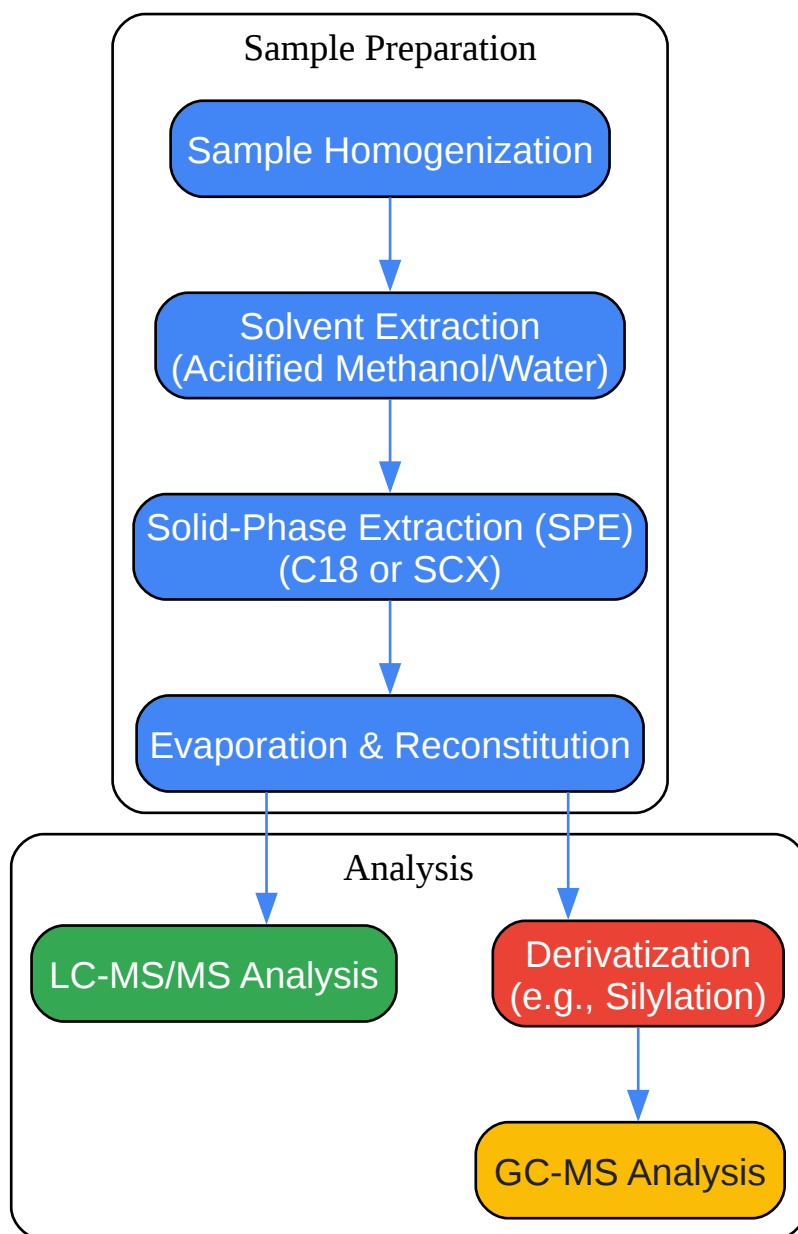 Sample Preparation
Sample Homogenization
Solvent Extraction
(Acidified Methanol/Water)
Solid-Phase Extraction (SPE)
(C18 or SCX)
Evaporation & Reconstitution
Analysis
LC-MS/MS Analysis
Derivatization
(e.g., Silylation)
GC-MS Analysis